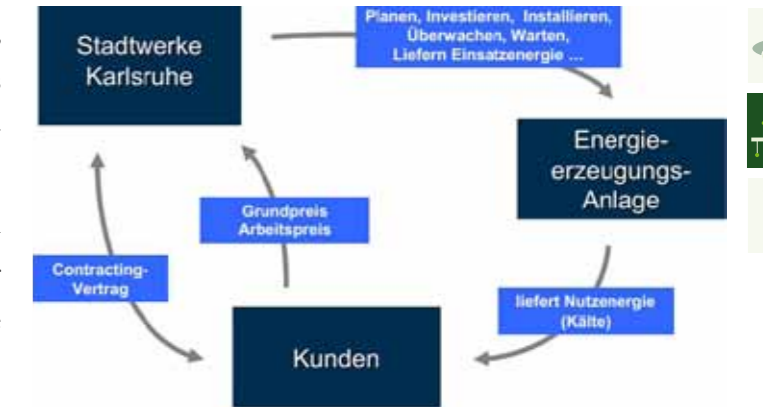 Stadtwerke
Karlsruhe
Planen, Investieren, Installieren,
Überwachen, Warten,
Liefern Einsatzenergie ...
Energie-
erzeugungs-
Anlage
Grundpreis
Arbeitspreis
Contracting-
Vertrag
liefert Nutzenergie
(Kälte)
Kunden